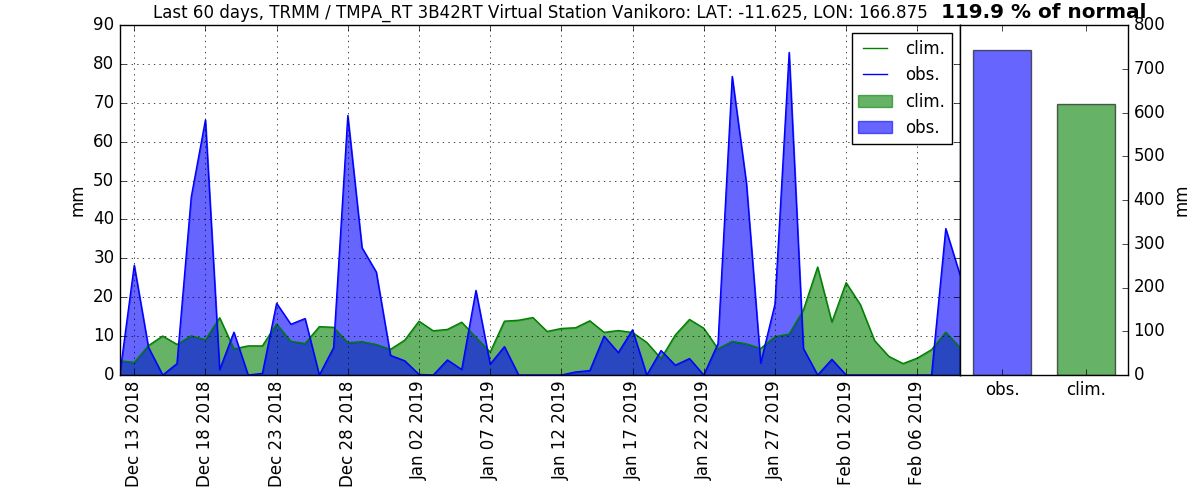 Last 60 days, TRMM / TMPA_RT 3B42RT Virtual Station Vanikoro: LAT: -11.625, LON: 166.875
119.9 % of normal
90
80
70
60
50
40
30
20
10
0
mm
clim.
obs.
clim.
obs.
Dec 13 2018
Dec 18 2018
Dec 23 2018
Dec 28 2018
Jan 02 2019
Jan 07 2019
Jan 12 2019
Jan 17 2019
Jan 22 2019
Jan 27 2019
Feb 01 2019
Feb 06 2019
800
700
600
500
400
300
200
100
0
mm
obs.
clim.